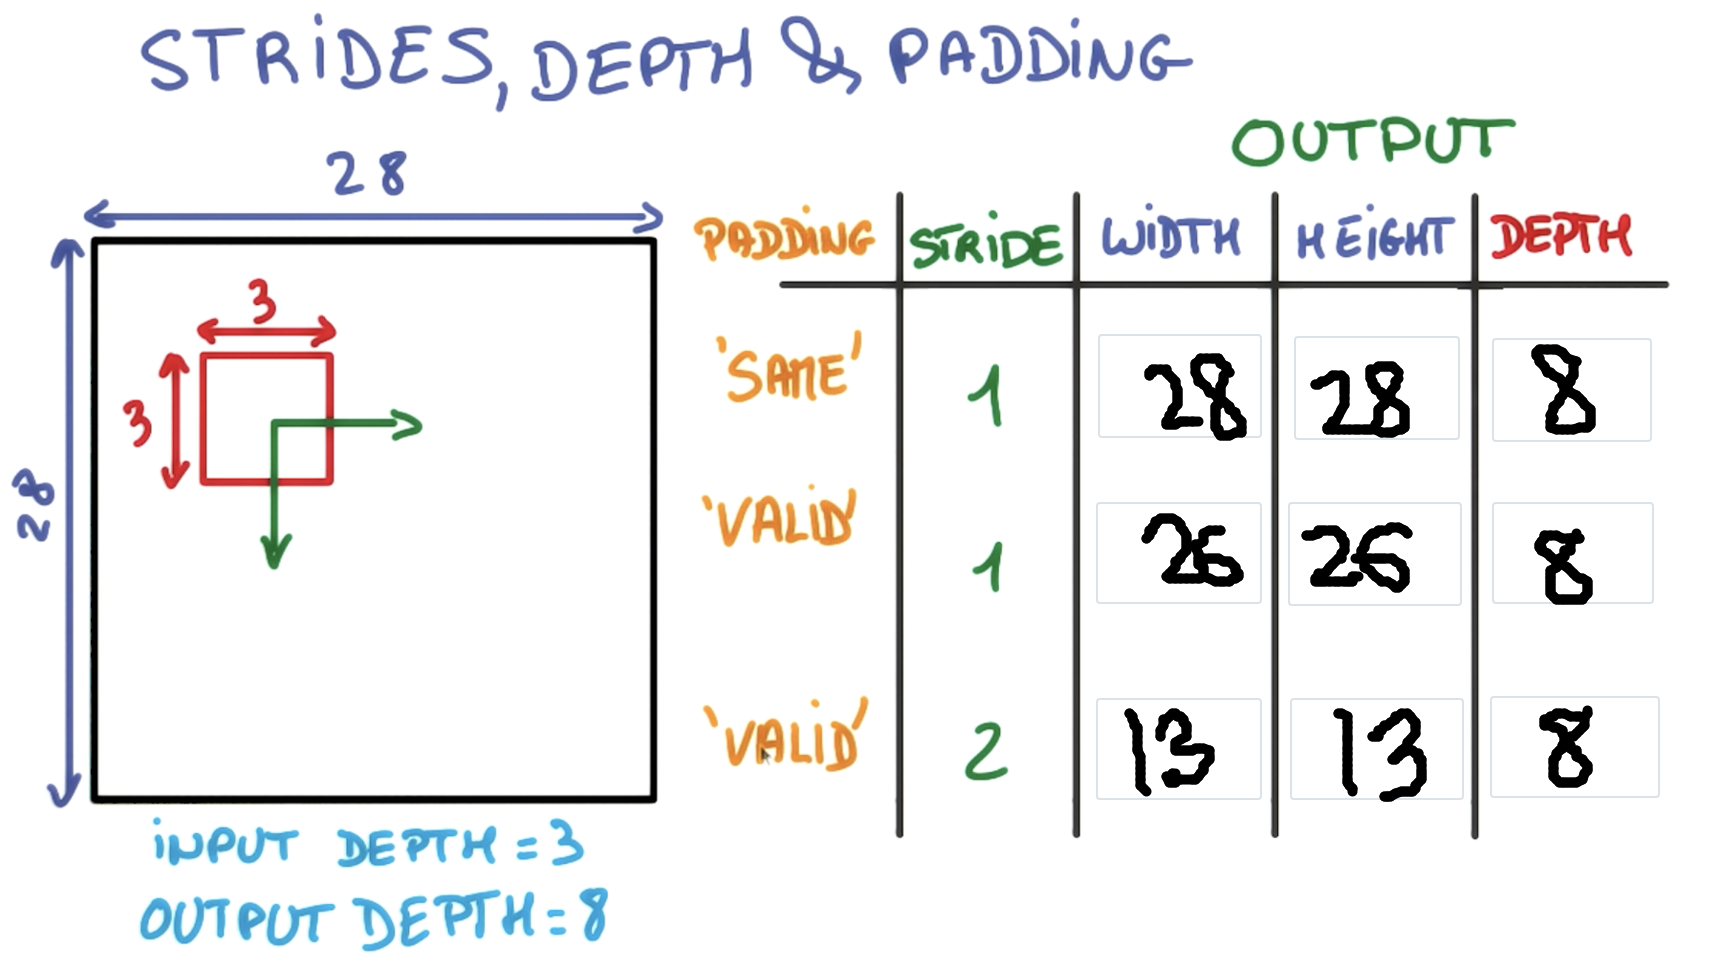 STRIDES, DEPTH & PADDING
OUTPUT
28
PADDING STRIDE WIDTH HEIGHT DEPTH
3
'SAME' 1 28 28 8
3
28
'VALID' 1 26 26 8
'VALID' 2 13 13 8
INPUT DEPTH = 3
OUTPUT DEPTH = 8